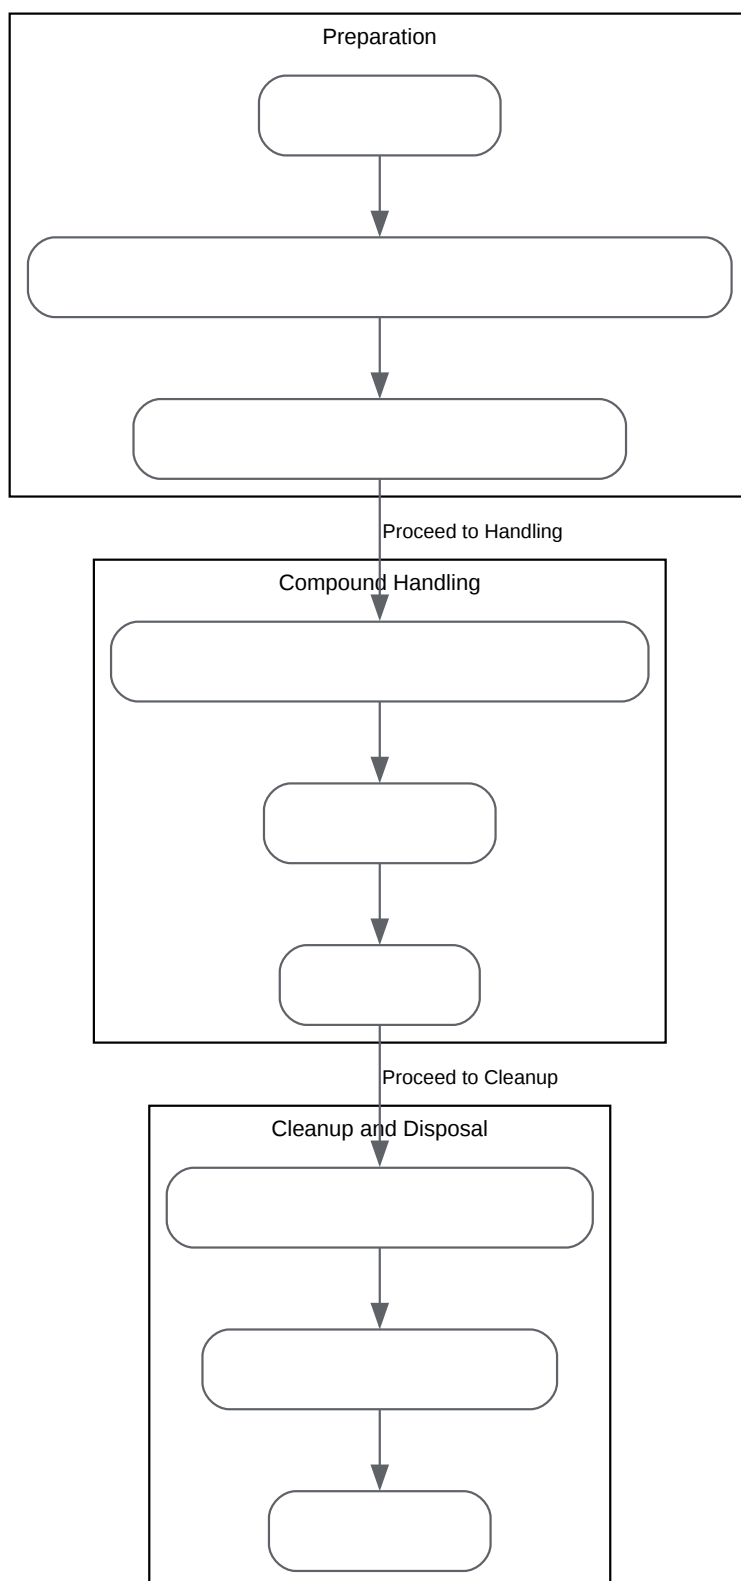 Preparation
Proceed to Handling
Compound Handling
Proceed to Cleanup
Cleanup and Disposal